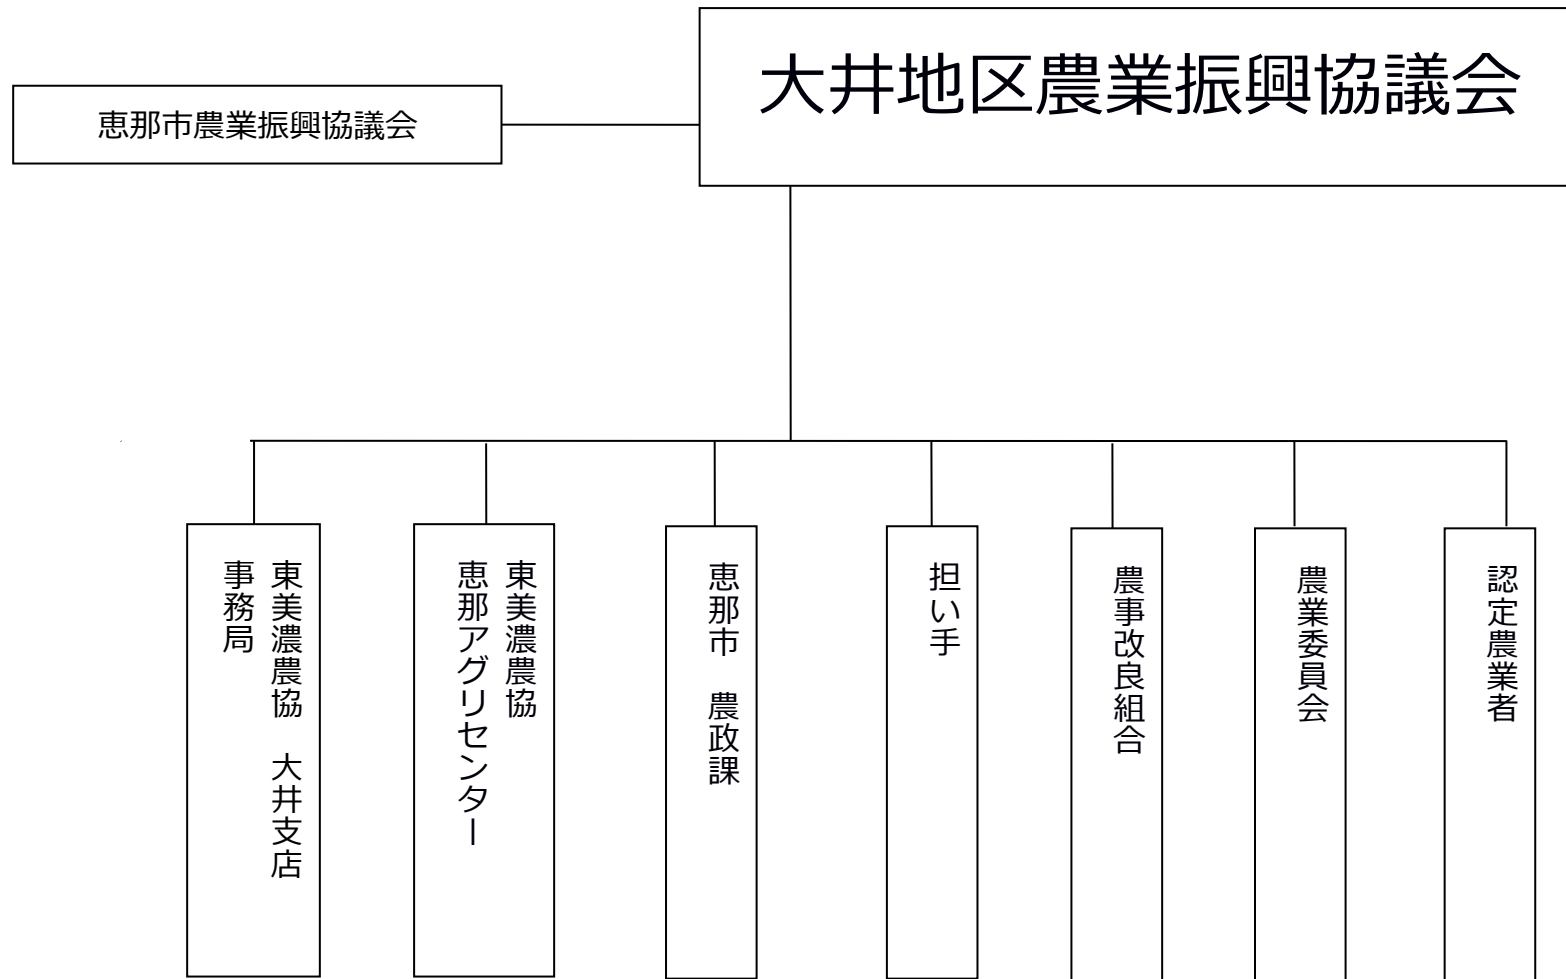 大井地区農業振興協議会
恵那市農業振興協議会
認定農業者
農業委員会
農事改良組合
担い手
恵那市　農政課
東美濃農協
恵那アグリセンター
東美濃農協　大井支店
事務局